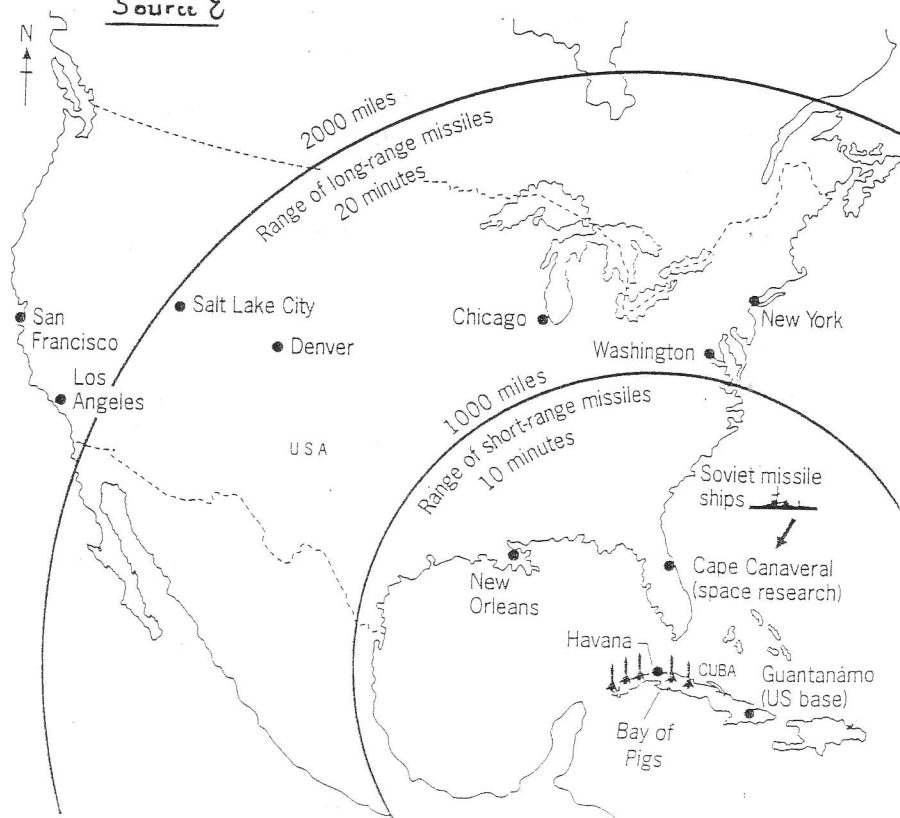 Source E
N
2000 miles
Range of long-range missiles
20 minutes
Salt Lake City
San
Francisco
Denver
Chicago
New York
Washington
Los
Angeles
1000 miles
Range of short-range missiles
10 minutes
USA
Soviet missile
ships
New
Orleans
Cape Canaveral
(space research)
Havana
CUBA
Guantanámo
(US base)
Bay of
Pigs